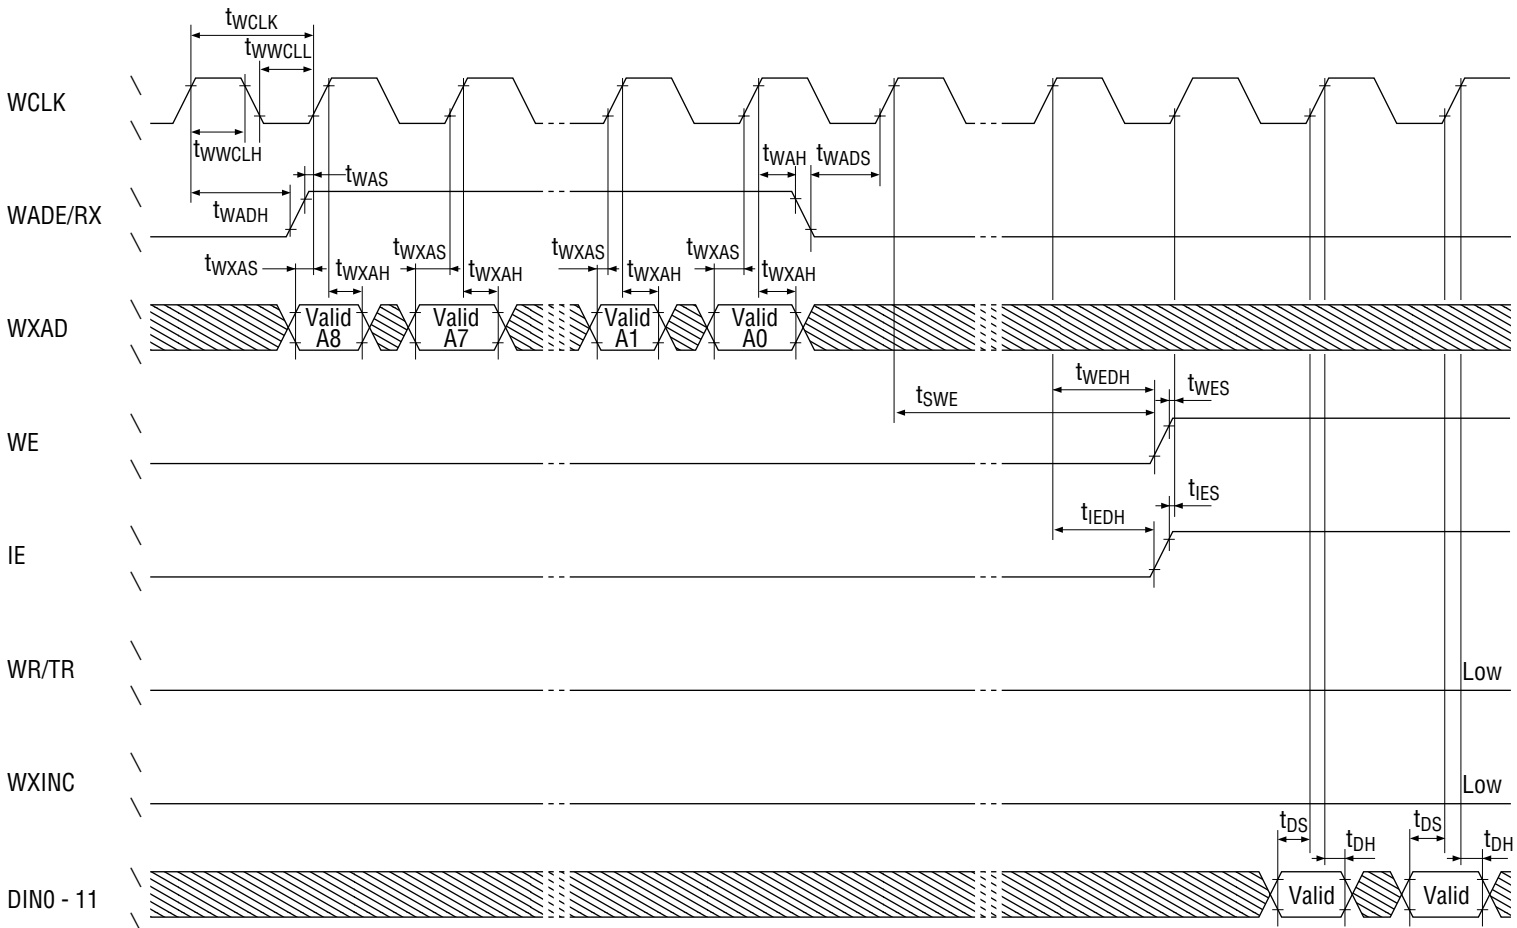 tWCLK
tWWCLL
WCLK
tWWCLH
tWAS
tWAH
tWADS
WADE/RX
tWADH
tWXAS
tWXAH
tWXAS
tWXAH
tWXAS
tWXAH
tWXAS
tWXAH
WXAD
Valid
A8
Valid
A7
Valid
A1
Valid
A0
tWEDH
tWES
tSWE
WE
tIES
tIEDH
IE
WR/TR
Low
WXINC
Low
tDS
tDH
tDS
tDH
DIN0 - 11
Valid
Valid